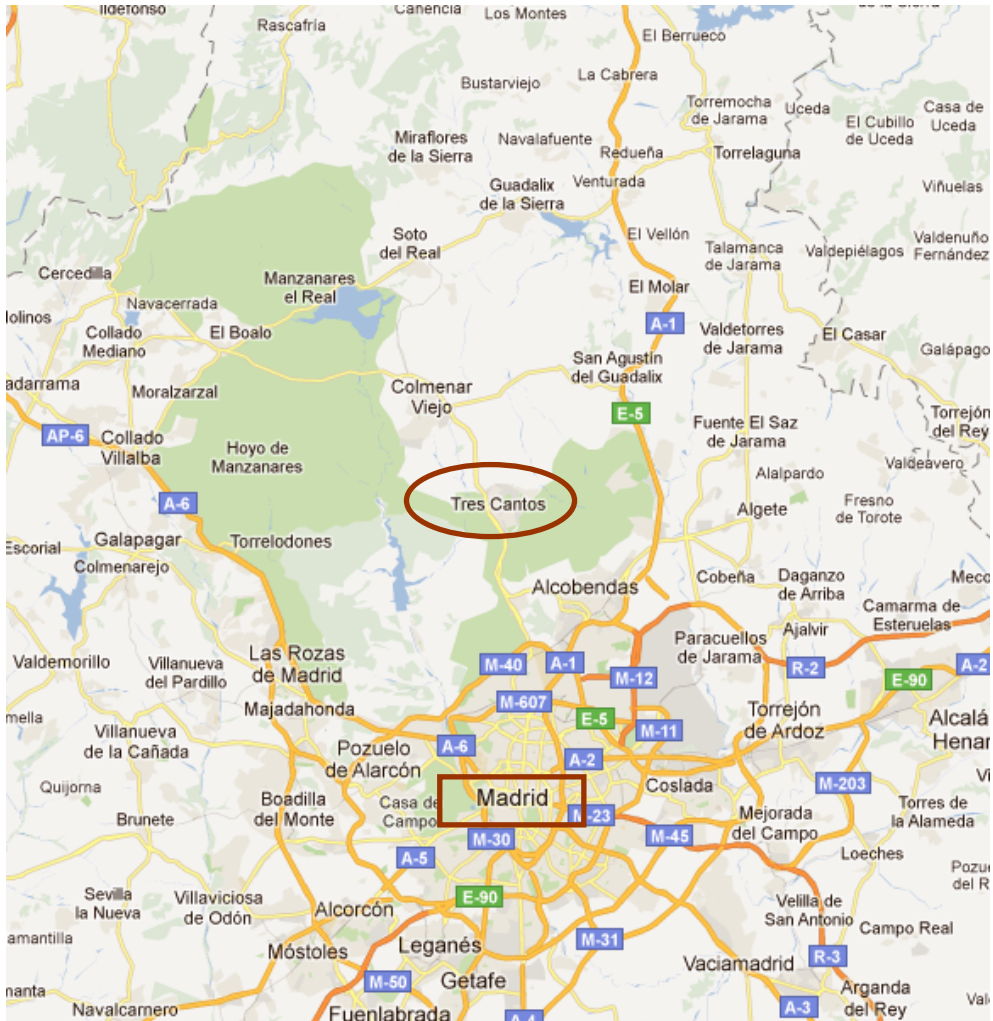 Ildefonso
Rascafría
Canencia
Los Montes
El Berrueco
La Cabrera
Bustarviejo
Torremocha
de Jarama
Uceda
El Cubillo
de Uceda
Casa de
Uceda
Miraflores
de la Sierra
Navalafuente
Redueña
Torrelaguna
Guadalix
de la Sierra
Venturada
Viñuelas
Soto
del Real
El Vellón
Talamanca
de Jarama
Valdepiélagos
Valdenuño
Fernández
Cercedilla
Manzanares
el Real
El Molar
Navacerrada
A-1
Collado
Mediano
El Boalo
Valdetorres
de Jarama
El Casar
Galápago
San Agustín
del Guadalix
adarrama
Moralzarzal
Colmenar
Viejo
E-5
Torrejón
del Rey
AP-6
Collado
Villalba
Hoyo de
Manzanares
Fuente El Saz
de Jarama
Valdeavero
Alalpardo
A-6
Tres Cantos
Algete
Fresno
de Torote
Escorial
Galapagar
Torrelodones
Colmenarejo
Alcobendas
Cobeña
Daganzo
de Arriba
Meco
Camarma de
Esteruelas
Valdemorillo
Villanueva
del Pardillo
Las Rozas
de Madrid
M-40
A-1
M-12
Paracuellos
de Jarama
Ajalvir
R-2
A-2
E-90
Majadahonda
M-607
E-5
M-11
Torrejón
de Ardoz
Alcalá
Henar
mella
Villanueva
de la Cañada
Pozuelo
de Alarcón
A-6
A-2
Quijorna
Boadilla
del Monte
Casa de
Campo
Madrid
Coslada
M-203
Brunete
M-23
M-30
M-45
Mejorada
del Campo
Torres de
la Alameda
A-5
Loeches
Sevilla
la Nueva
Villaviciosa
de Odón
Alcorcón
E-90
Velilla de
San Antonio
Campo Real
amantilla
Móstoles
Leganés
M-31
Vaciamadrid
R-3
M-50
Getafe
manta
Navalcarnero
Fuenlabrada
A-4
A-3
Arganda
del Rey